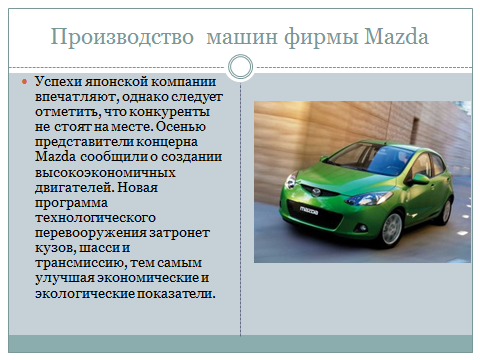 Производство  машин фирмы Mazda
Успехи японской компании
впечатляют, однако следует
отметить, что конкуренты
не стоят на месте. Осенью
представители концерна
Mazda сообщили о создании
высокоэкономичных
двигателей. Новая
программа
технологического
перевооружения затронет
кузов, шасси и
трансмиссию, тем самым
улучшая экономические и
экологические показатели.
mazda